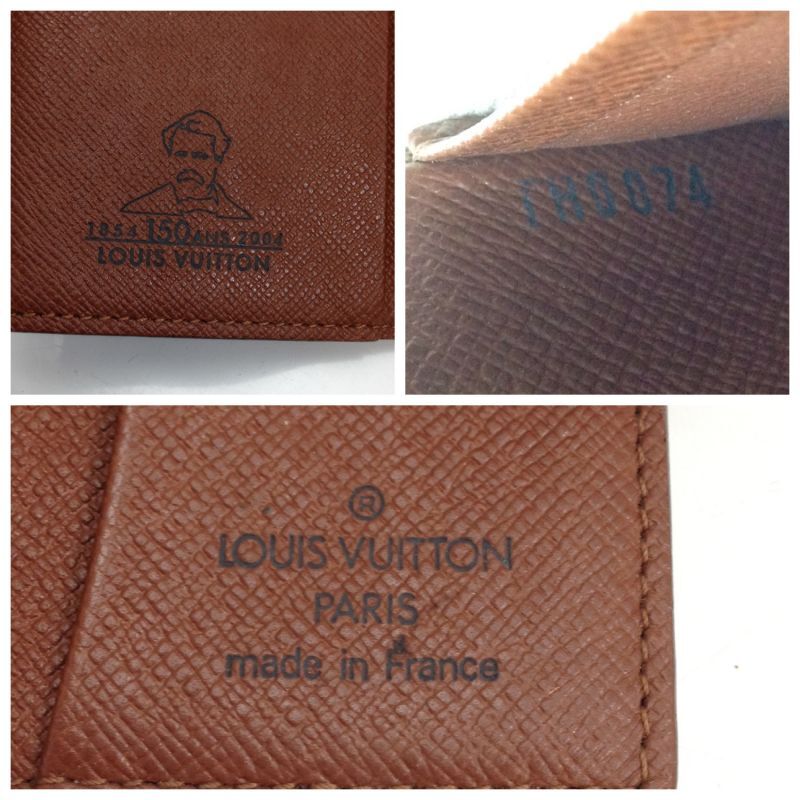 1854 150 ANS 2004
LOUIS VUITTON
TH0074
®
LOUIS VUITTON
PARIS
made in France